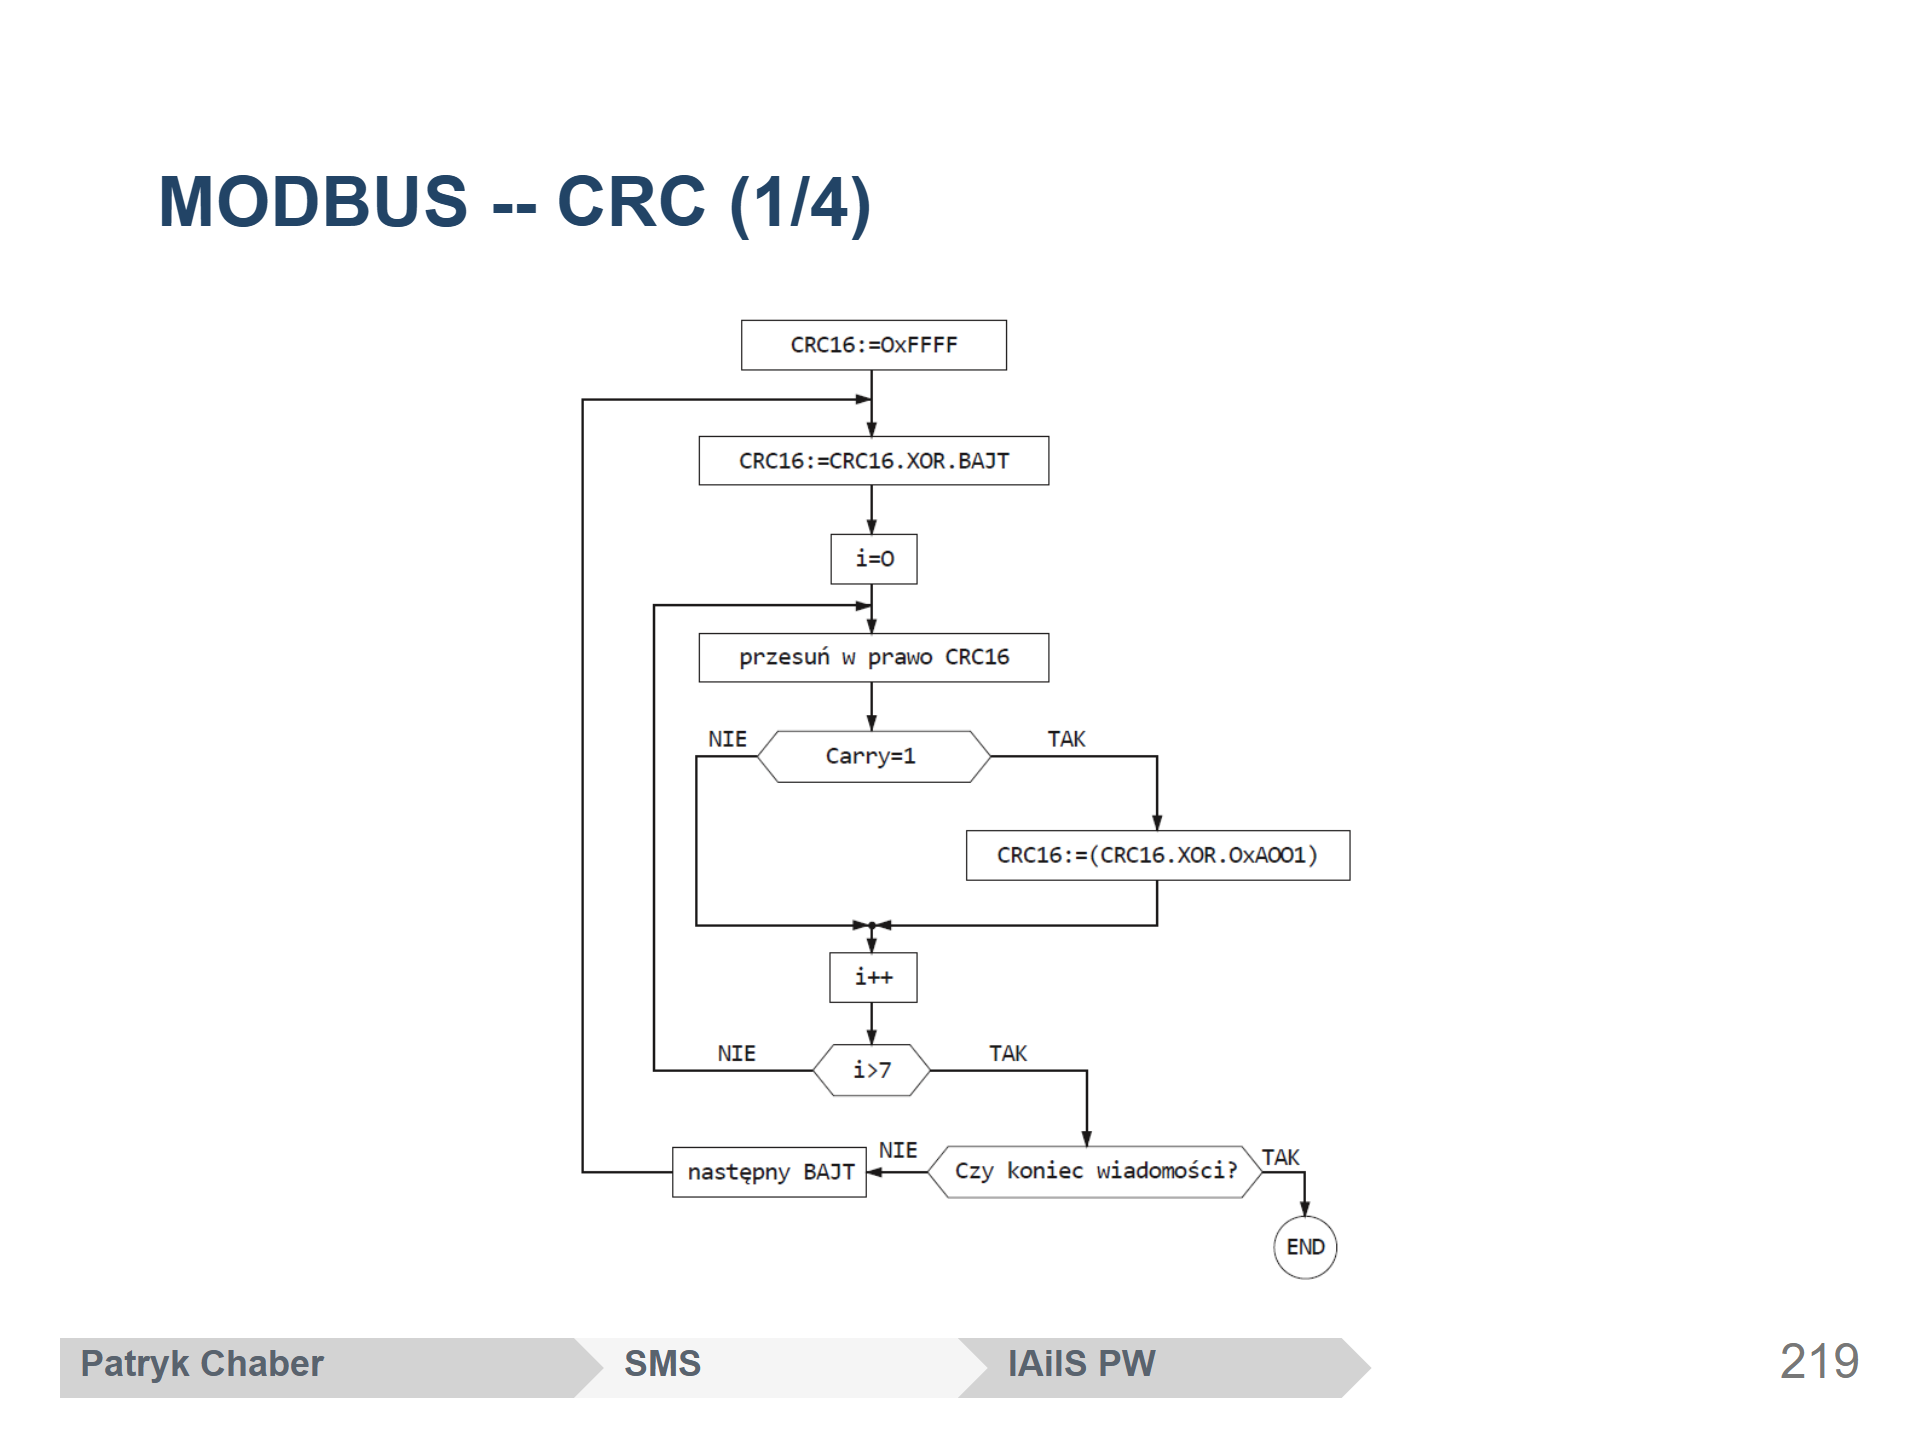 MODBUS -- CRC (1/4)
CRC16:=0xFFFF
CRC16:=CRC16.XOR.BAJT
i=0
przesuń w prawo CRC16
NIE
Carry=1
TAK
CRC16:=(CRC16.XOR.0xA001)
i++
NIE
i>7
TAK
następny BAJT
NIE
Czy koniec wiadomości?
TAK
END
Patryk Chaber
SMS
IAiIS PW
219